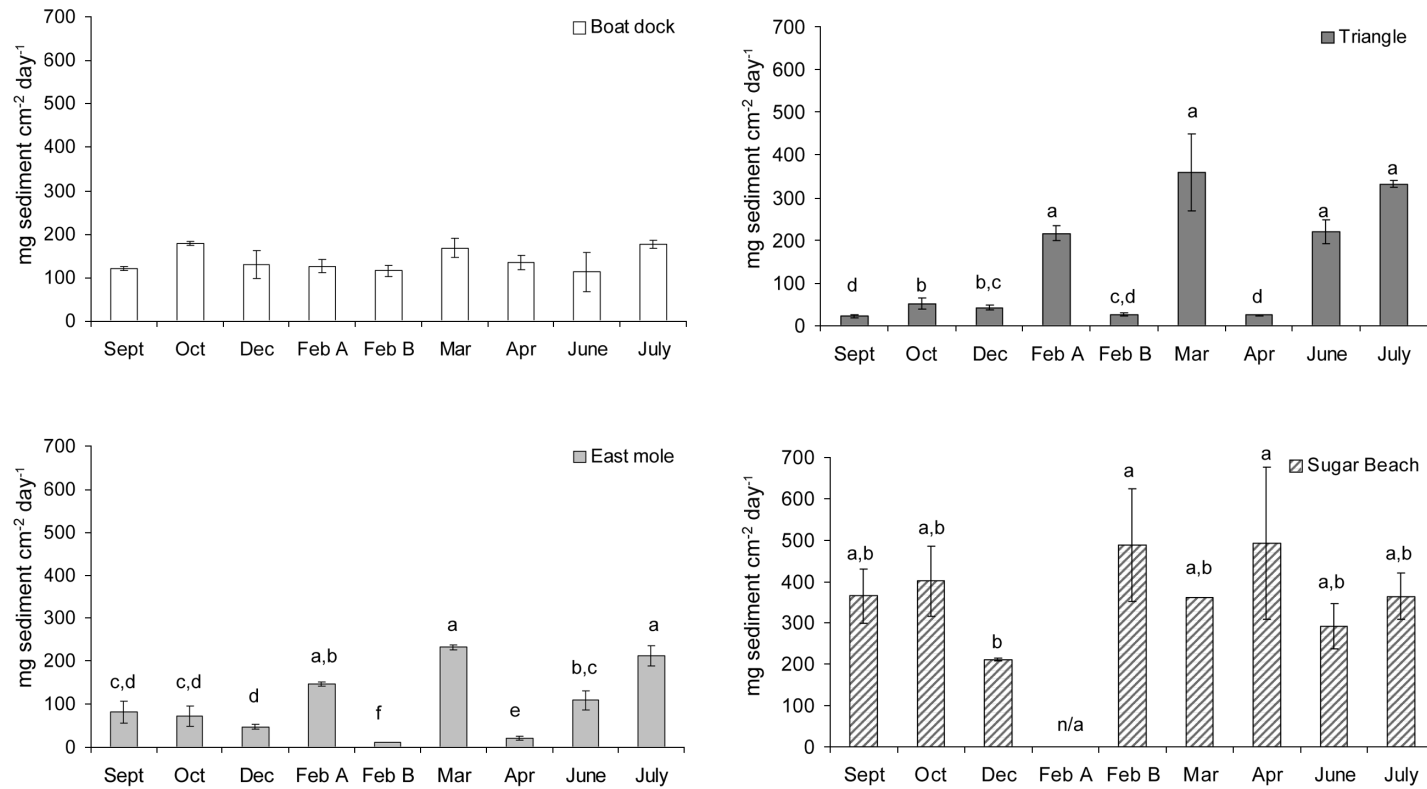 mg sediment cm⁻² day⁻¹
700
600
500
400
300
200
100
0
Boat dock
Sept Oct Dec Feb A Feb B Mar Apr June July
mg sediment cm⁻² day⁻¹
700
600
500
400
300
200
100
0
Triangle
d b b,c a c,d a d a a
Sept Oct Dec Feb A Feb B Mar Apr June July
mg sediment cm⁻² day⁻¹
700
600
500
400
300
200
100
0
East mole
c,d c,d d a,b f a e b,c a
Sept Oct Dec Feb A Feb B Mar Apr June July
mg sediment cm⁻² day⁻¹
700
600
500
400
300
200
100
0
Sugar Beach
a,b a,b b n/a a a,b a a,b a,b
Sept Oct Dec Feb A Feb B Mar Apr June July